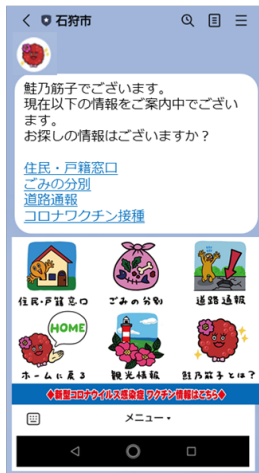 石狩市
鮭乃筋子でございます。
現在以下の情報をご案内中でござい
ます。
お探しの情報はございますか？
住民・戸籍窓口
ごみの分別
道路通報
コロナワクチン接種
住民・戸籍窓口 ごみの分別 道路通報
HOME
ホームに戻る 観光情報 鮭乃筋子とは？
◆新型コロナウイルス感染症 ワクチン情報はこちら◆
メニュー